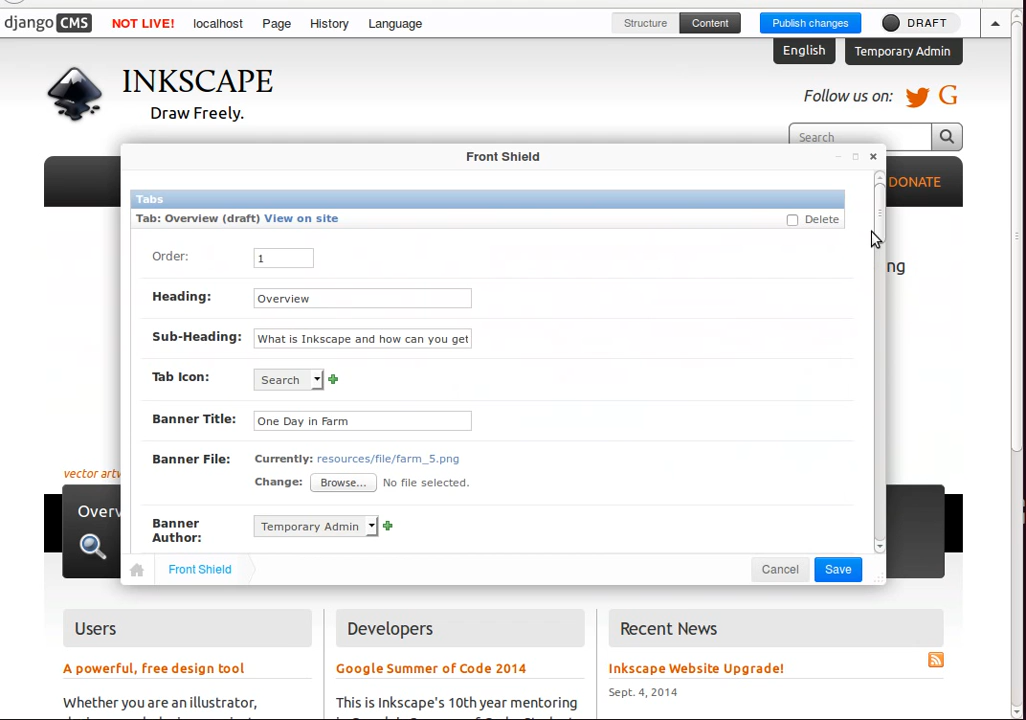 django CMS NOT LIVE! localhost Page History Language Structure Content Publish changes DRAFT
English Temporary Admin
INKSCAPE
Draw Freely.
Follow us on:
Search
Front Shield
DONATE
Tabs
Tab: Overview (draft) View on site Delete
Order: 1
ng
Heading: Overview
Sub-Heading: What is Inkscape and how can you get
Tab Icon: Search
Banner Title: One Day in Farm
Banner File: Currently: resources/file/farm_5.png
Change: Browse... No file selected.
vector artw
Overv
Banner Author: Temporary Admin
Front Shield Cancel Save
Users Developers Recent News
A powerful, free design tool Google Summer of Code 2014 Inkscape Website Upgrade!
Sept. 4, 2014
Whether you are an illustrator, This is Inkscape's 10th year mentoring